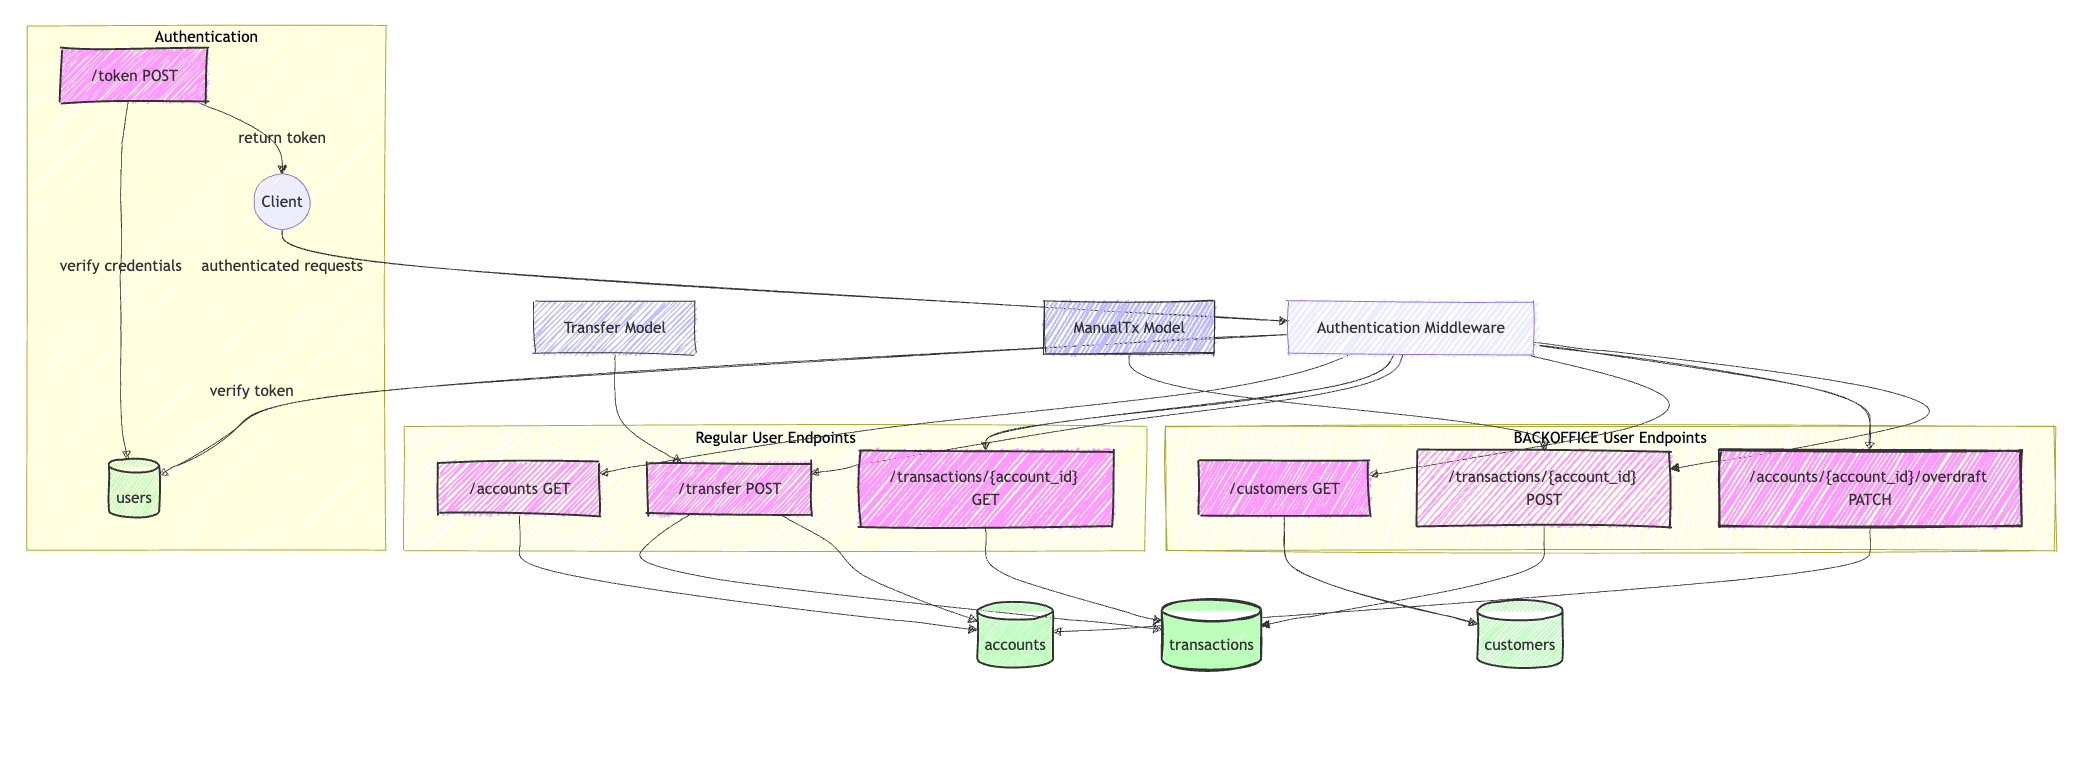 Authentication
/token POST
return token
Client
verify credentials
authenticated requests
Transfer Model
ManualTx Model
Authentication Middleware
verify token
users
Regular User Endpoints
/accounts GET
/transfer POST
/transactions/{account_id}
GET
BACKOFFICE User Endpoints
/customers GET
/transactions/{account_id}
POST
/accounts/{account_id}/overdraft
PATCH
accounts
transactions
customers